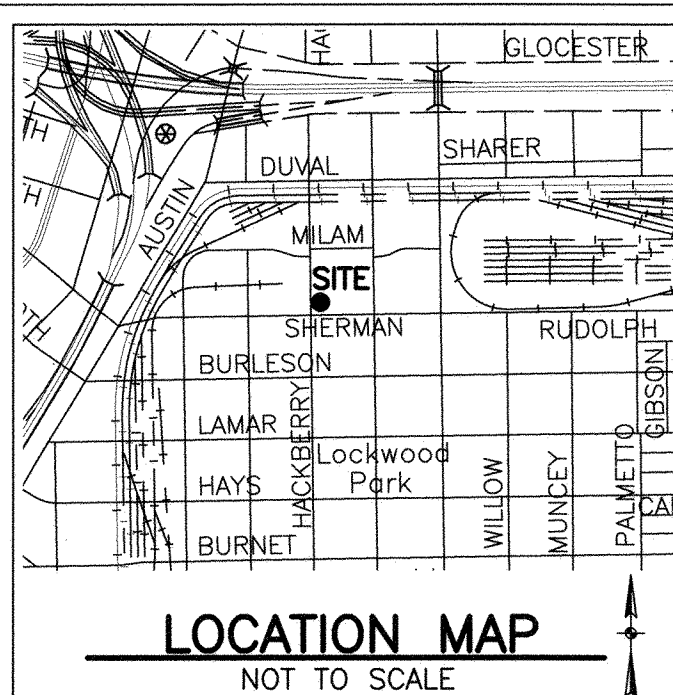 GLOCESTER
SHARER
DUVAL
AUSTIN
MILAM
SITE
SHERMAN
RUDOLPH
BURLESON
GIBSON
HACKBERRY
LAMAR
Lockwood
Park
WILLOW
MUNCEY
PALMETTO
HAYS
BURNET
LOCATION MAP
NOT TO SCALE